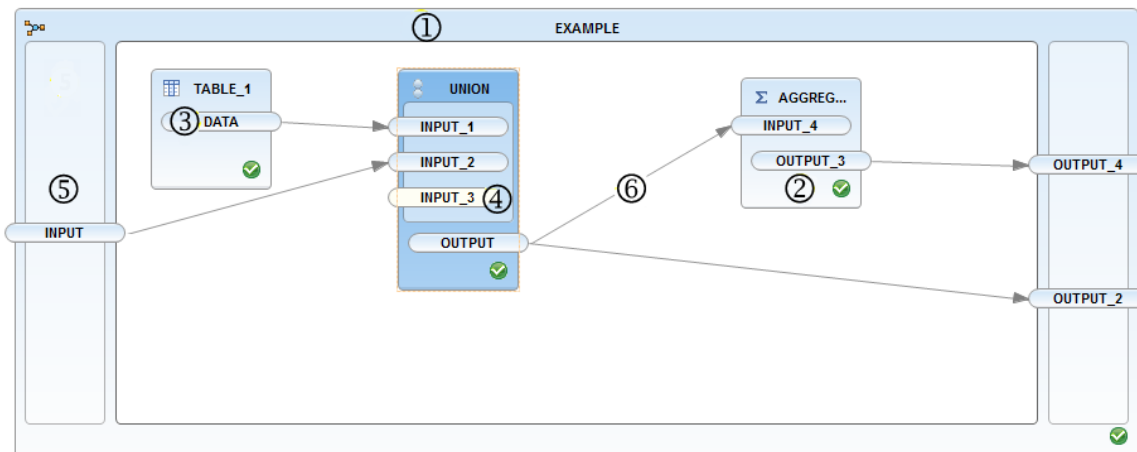 ① EXAMPLE
TABLE_1
③ DATA
UNION
INPUT_1
INPUT_2
INPUT_3 ④
OUTPUT
Σ AGGREG...
INPUT_4
OUTPUT_3
②
⑤
INPUT
⑥
OUTPUT_4
OUTPUT_2